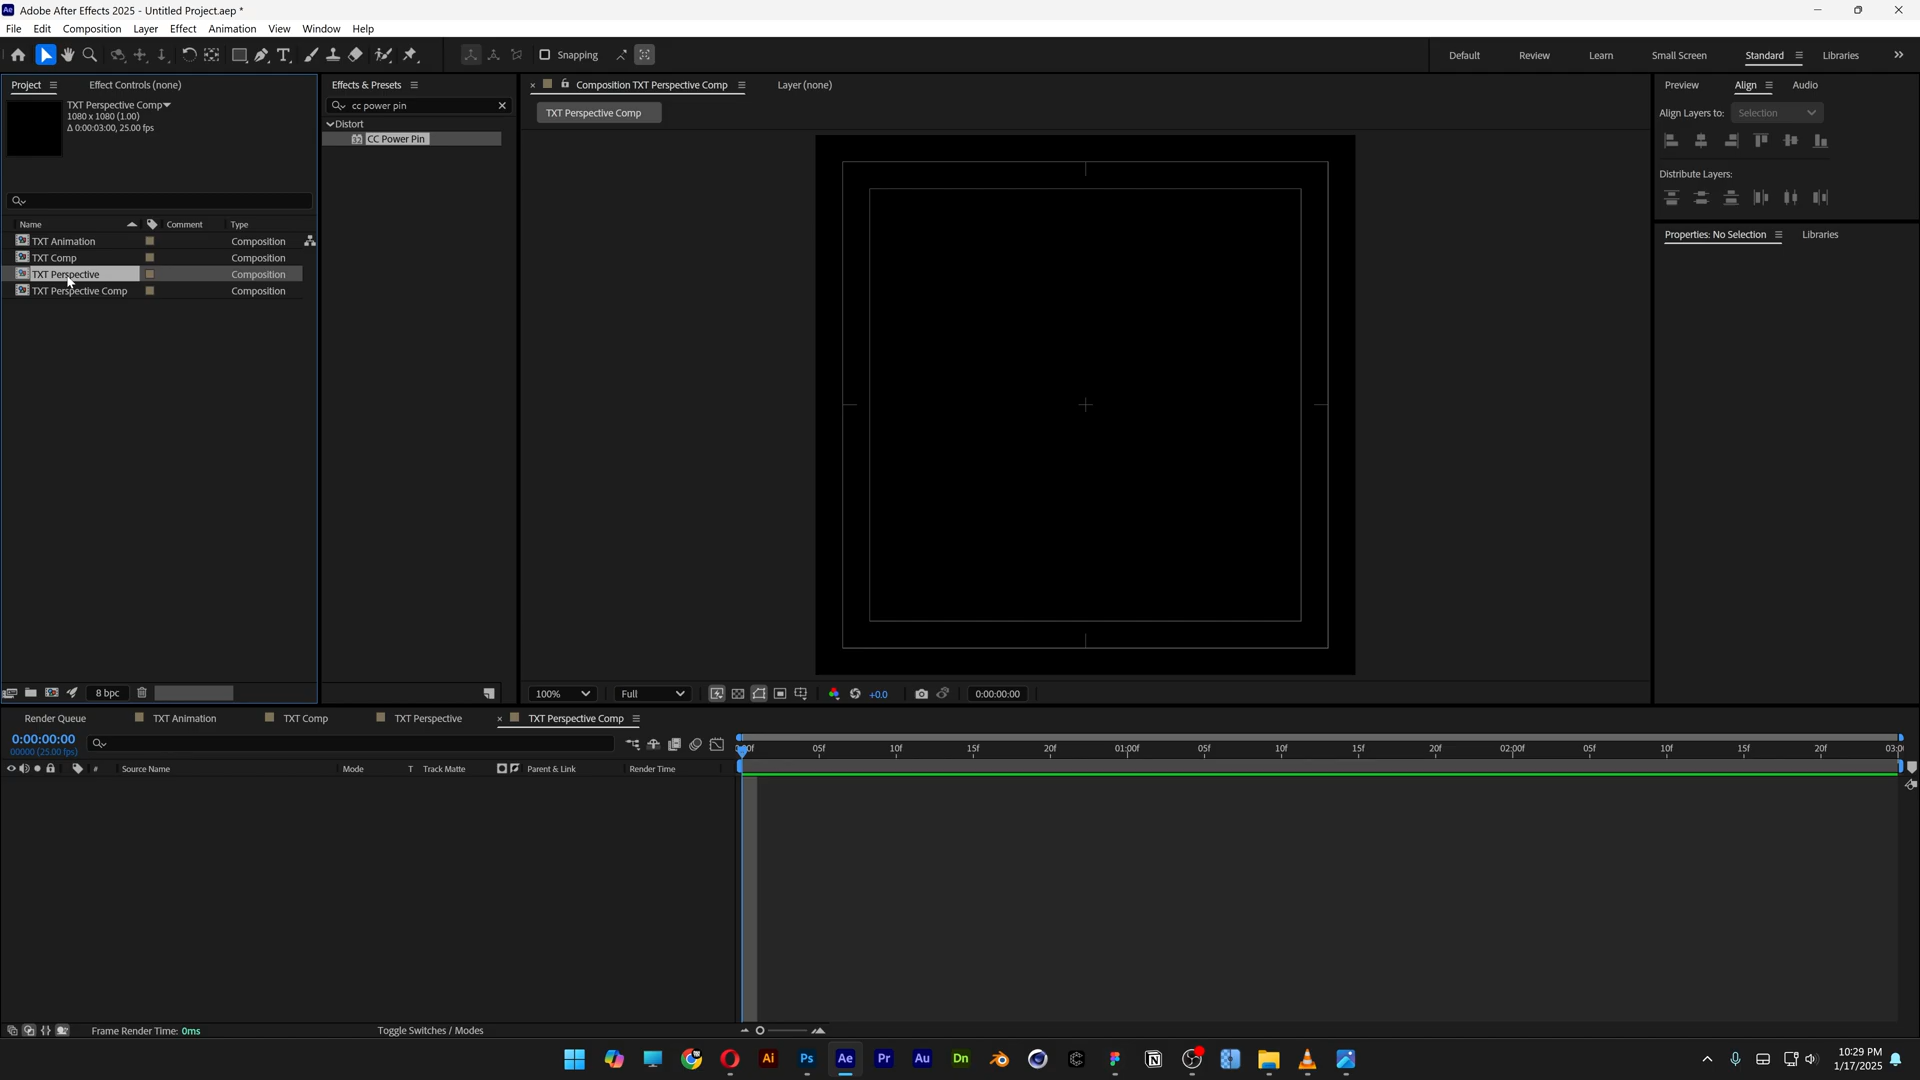 Adobe After Effects 2025 - Untitled Project.aep *
File Edit Composition Layer Effect Animation View Window Help
Snapping
Default Review Learn Small Screen Standard Libraries
Project Effect Controls (none)
TXT Perspective Comp
1080 x 1080 (1.00)
Δ 0:00:03:00, 25.00 fps
Name Comment Type
TXT Animation Composition
TXT Comp Composition
TXT Perspective Composition
TXT Perspective Comp Composition
8 bpc
Effects & Presets
cc power pin
Distort
32 CC Power Pin
Composition TXT Perspective Comp Layer (none)
TXT Perspective Comp
100% Full +0.0 0:00:00:00
Preview Align Audio
Align Layers to: Selection
Distribute Layers:
Properties: No Selection Libraries
Render Queue TXT Animation TXT Comp TXT Perspective TXT Perspective Comp
0:00:00:00
00000 (25.00 fps)
05f 10f 15f 20f 01:00f 05f 10f 15f 20f 02:00f 05f 10f 15f 20f
# Source Name Mode T Track Matte Parent & Link Render Time
Frame Render Time: 0ms Toggle Switches / Modes
Ai Ps Ae Pr Au Dn
10:29 PM
1/17/2025